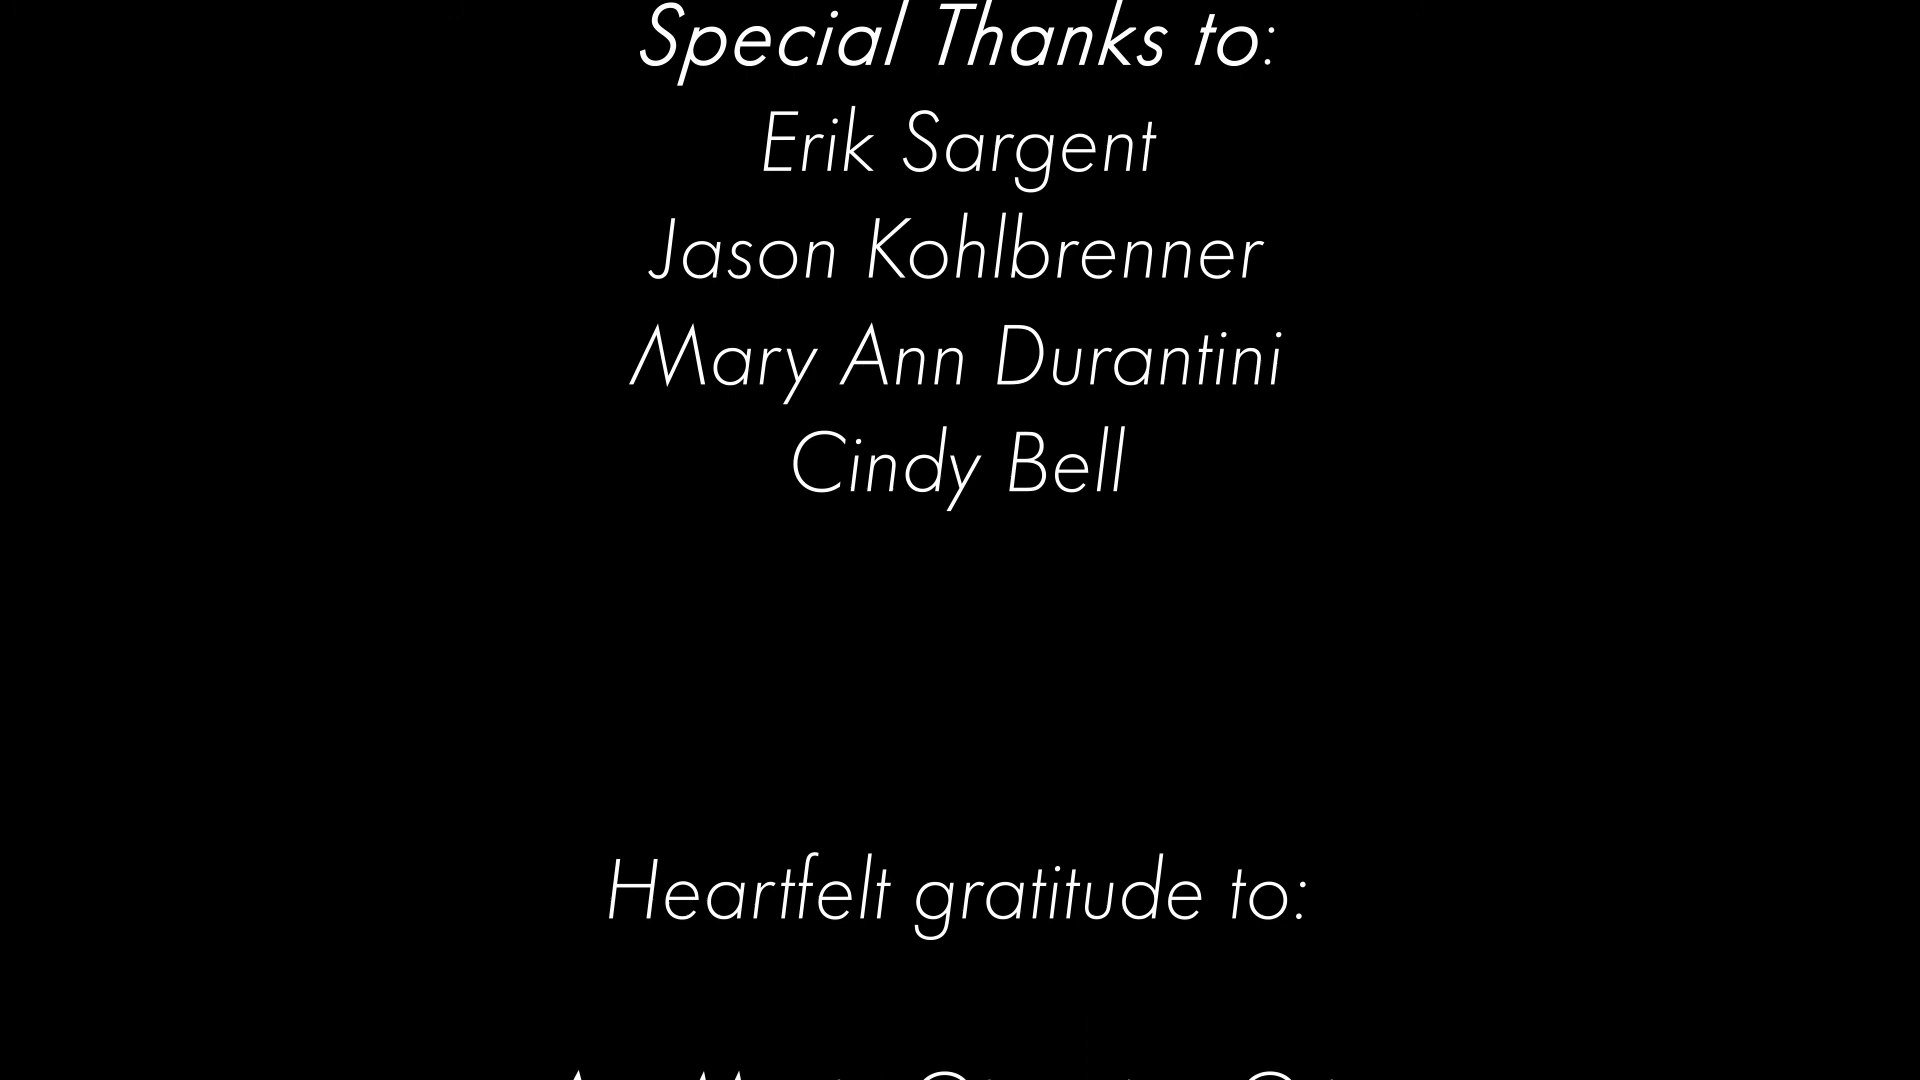 Special Thanks to:
Erik Sargent
Jason Kohlbrenner
Mary Ann Durantini
Cindy Bell
Heartfelt gratitude to: